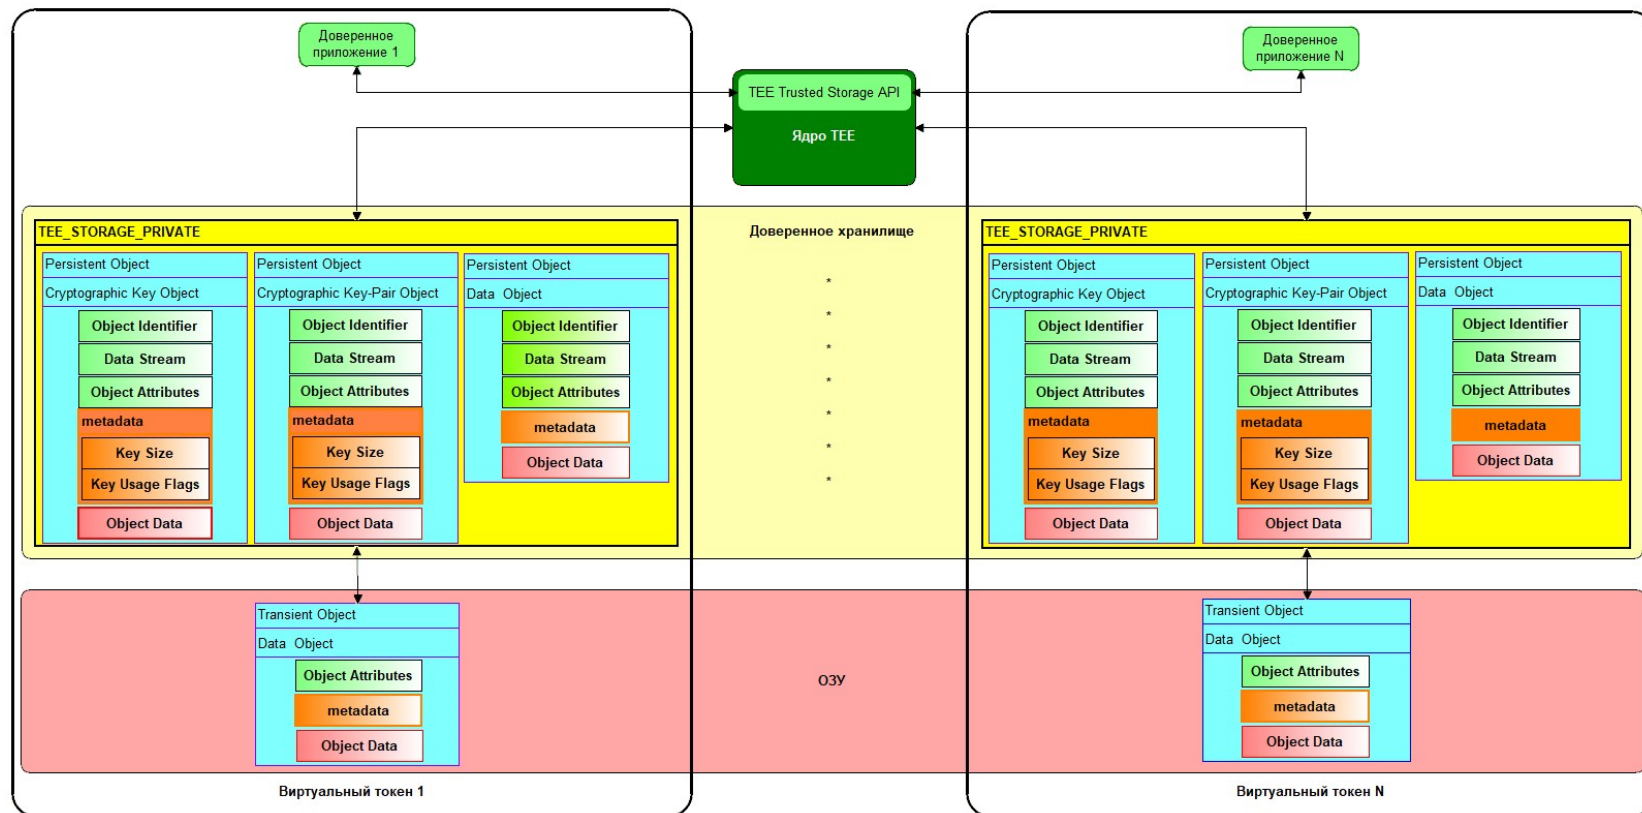 Доверенное
приложение 1
Доверенное
приложение N
TEE Trusted Storage API
Ядро TEE
TEE_STORAGE_PRIVATE
Persistent Object
Cryptographic Key Object
Object Identifier
Data Stream
Object Attributes
metadata
Key Size
Key Usage Flags
Object Data
Persistent Object
Cryptographic Key-Pair Object
Object Identifier
Data Stream
Object Attributes
metadata
Key Size
Key Usage Flags
Object Data
Persistent Object
Data Object
Object Identifier
Data Stream
Object Attributes
metadata
Object Data
Доверенное хранилище
*
*
*
*
*
*
*
TEE_STORAGE_PRIVATE
Persistent Object
Cryptographic Key Object
Object Identifier
Data Stream
Object Attributes
metadata
Key Size
Key Usage Flags
Object Data
Persistent Object
Cryptographic Key-Pair Object
Object Identifier
Data Stream
Object Attributes
metadata
Key Size
Key Usage Flags
Object Data
Persistent Object
Data Object
Object Identifier
Data Stream
Object Attributes
metadata
Object Data
Transient Object
Data Object
Object Attributes
metadata
Object Data
ОЗУ
Transient Object
Data Object
Object Attributes
metadata
Object Data
Виртуальный токен 1
Виртуальный токен N